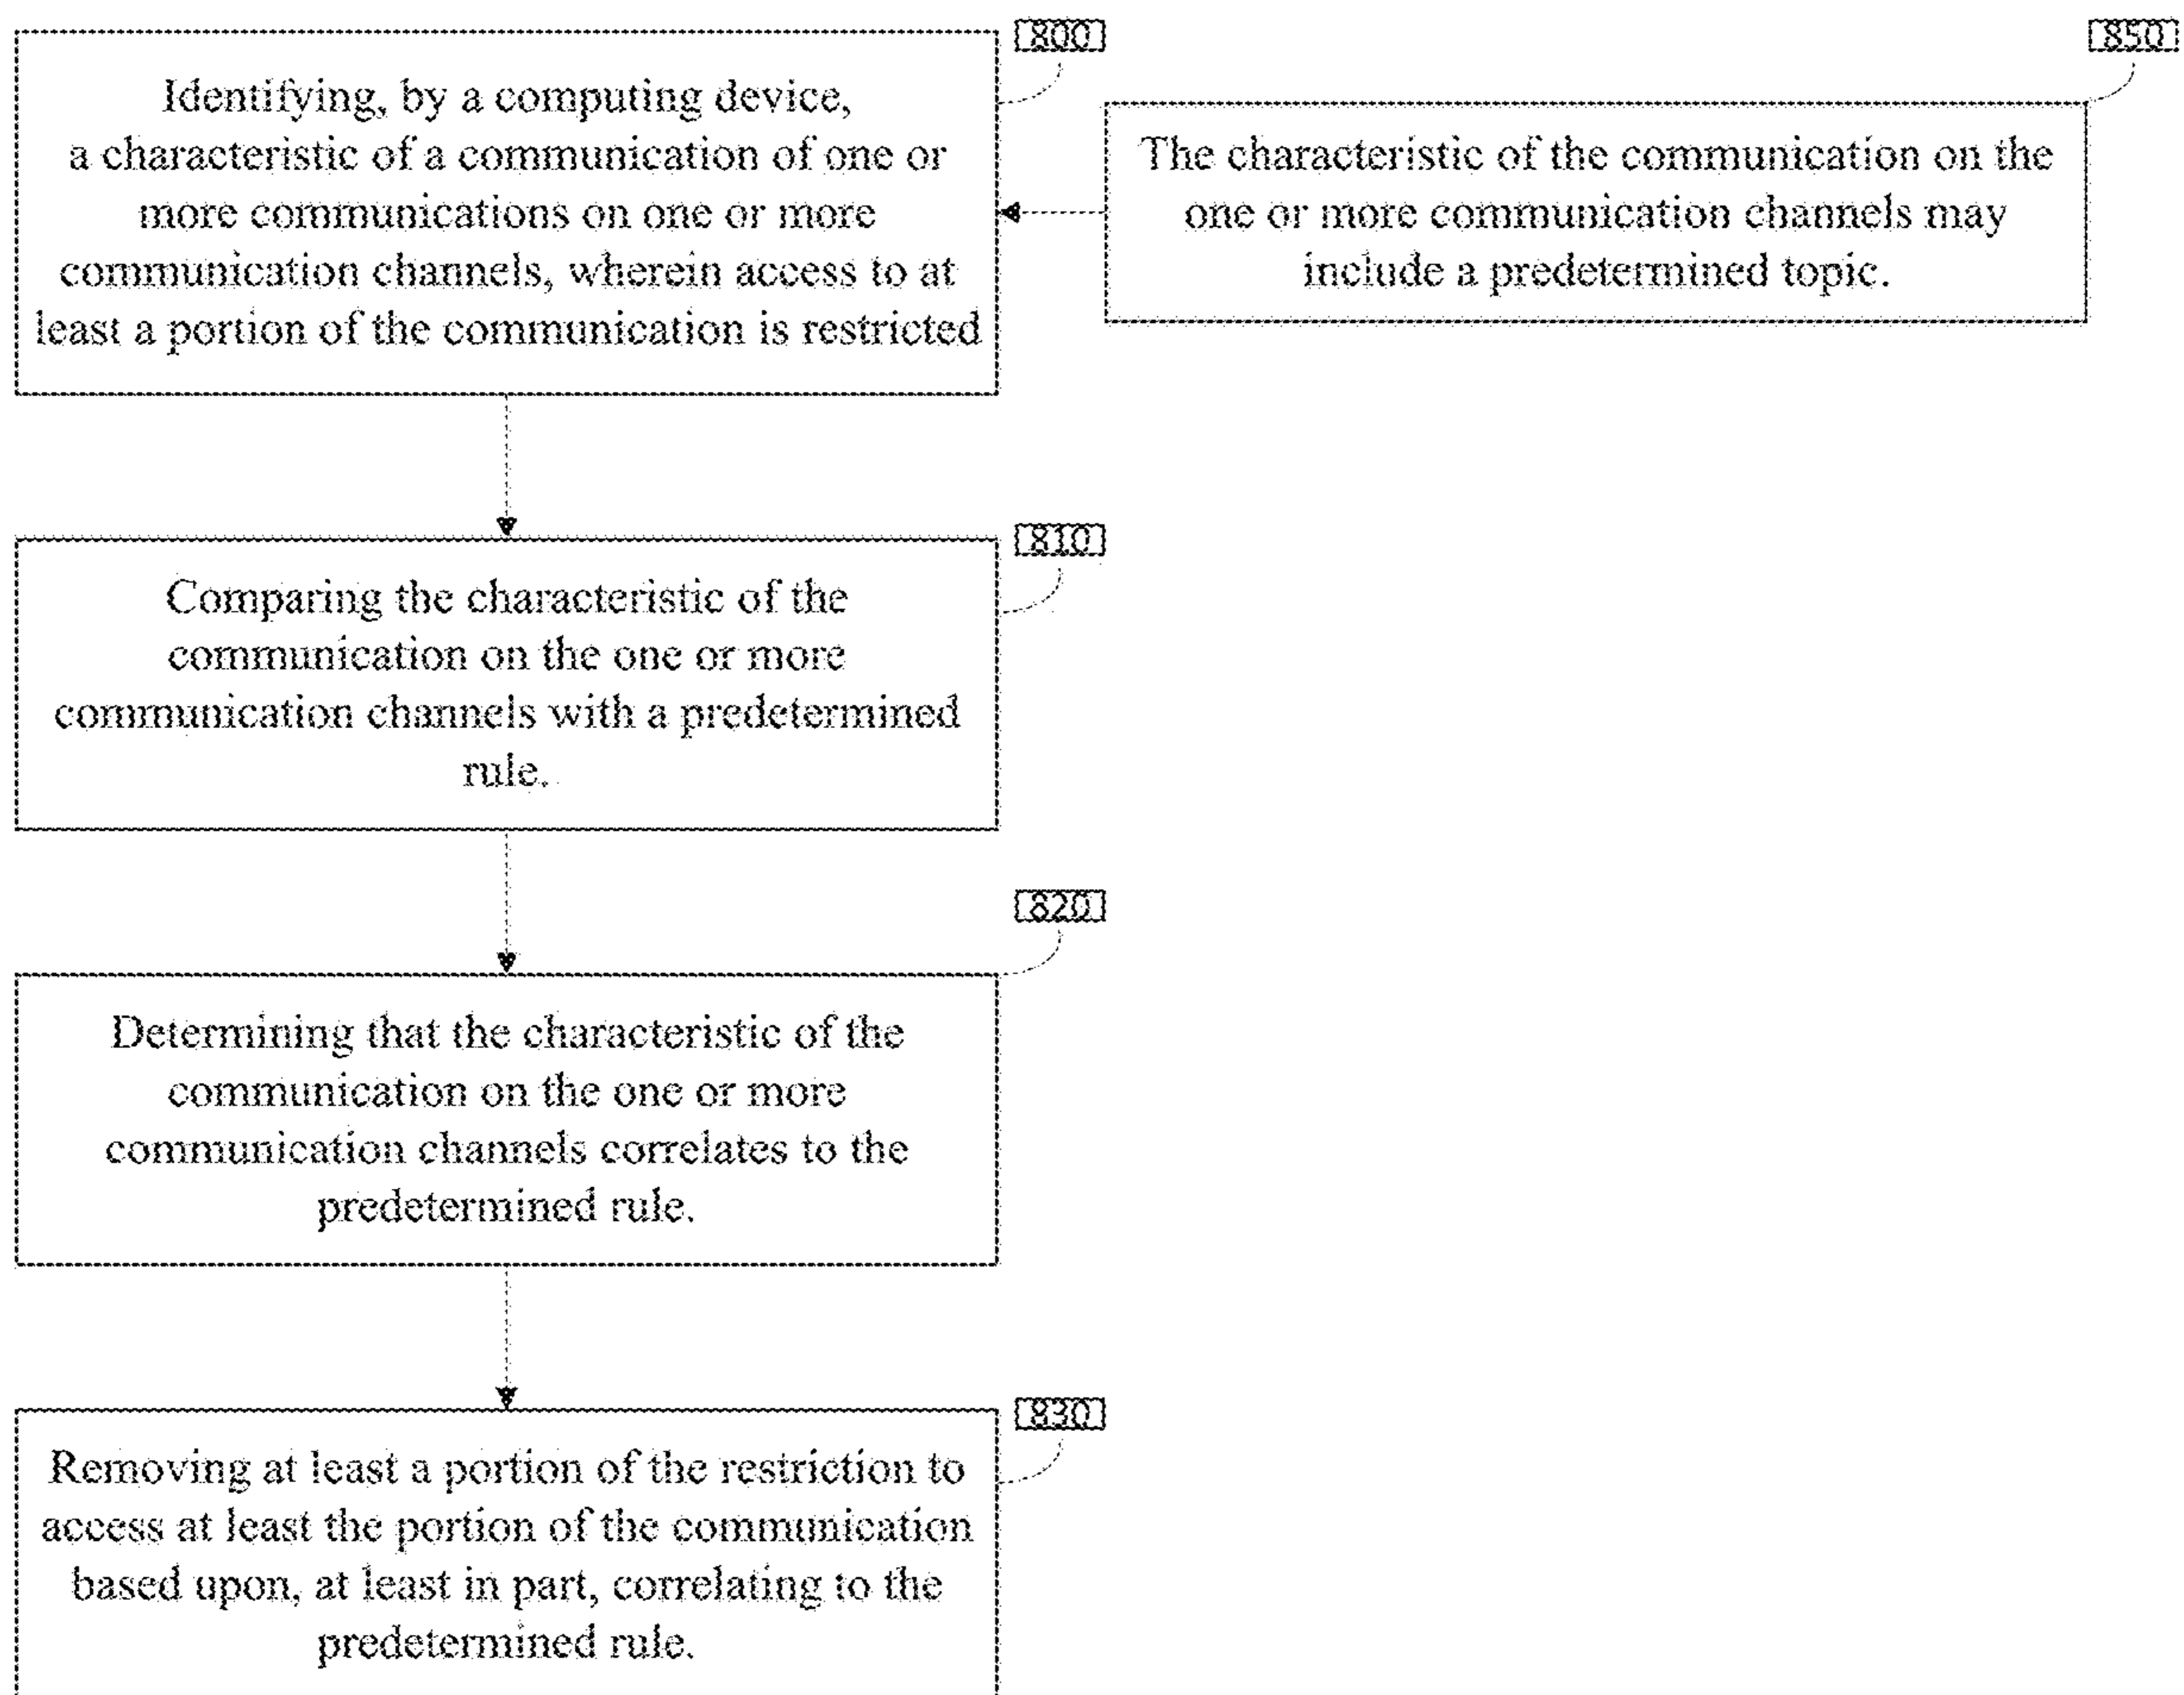 800
Identifying, by a computing device,
a characteristic of a communication of one or
more communications on one or more
communication channels, wherein access to at
least a portion of the communication is restricted
850
The characteristic of the communication on the
one or more communication channels may
include a predetermined topic.
810
Comparing the characteristic of the
communication on the one or more
communication channels with a predetermined
rule.
820
Determining that the characteristic of the
communication on the one or more
communication channels correlates to the
predetermined rule.
830
Removing at least a portion of the restriction to
access at least the portion of the communication
based upon, at least in part, correlating to the
predetermined rule.